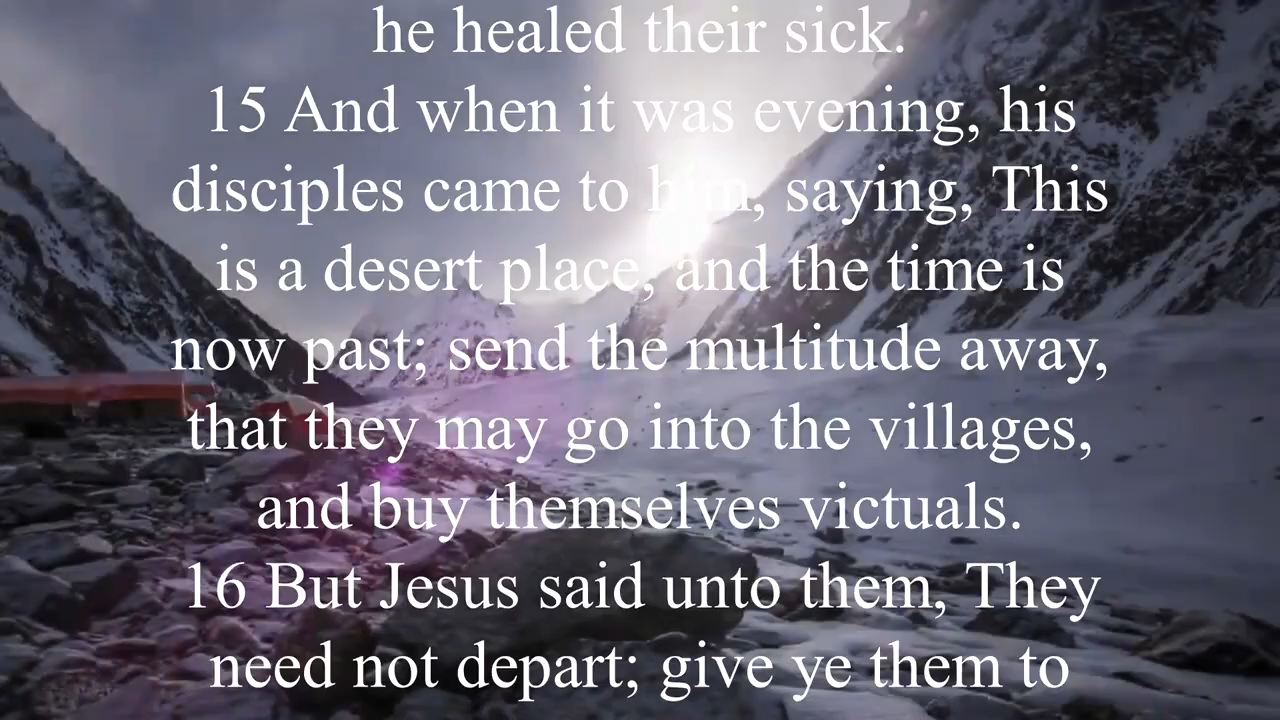 he healed their sick.
15 And when it was evening, his
disciples came to him, saying, This
is a desert place, and the time is
now past; send the multitude away,
that they may go into the villages,
and buy themselves victuals.
16 But Jesus said unto them, They
need not depart; give ye them to